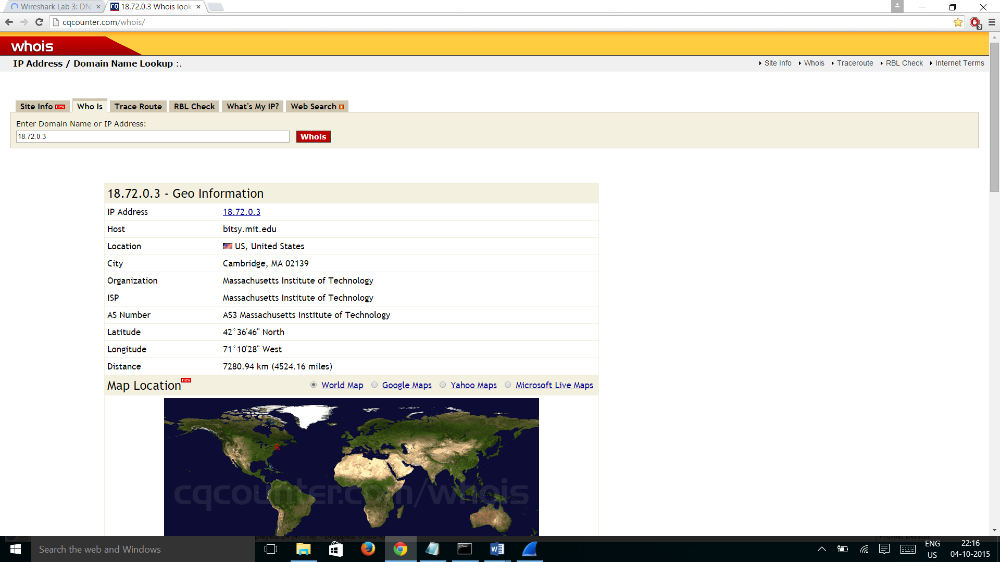 Wireshark Lab 3: DN
18.72.0.3 Whois look
cqcounter.com/whois/
3
whois
IP Address / Domain Name Lookup :.
Site Info Whois Traceroute RBL Check Internet Terms
Site Info new Who Is Trace Route RBL Check What's My IP? Web Search
Enter Domain Name or IP Address:
18.72.0.3 Whois
18.72.0.3 - Geo Information
IP Address 18.72.0.3
Host bitsy.mit.edu
Location US, United States
City Cambridge, MA 02139
Organization Massachusetts Institute of Technology
ISP Massachusetts Institute of Technology
AS Number AS3 Massachusetts Institute of Technology
Latitude 42°36'46" North
Longitude 71°10'28" West
Distance 7280.94 km (4524.16 miles)
Map Location new World Map Google Maps Yahoo Maps Microsoft Live Maps
cqcounter.com/whois
Search the web and Windows
ENG
US
22:16
04-10-2015